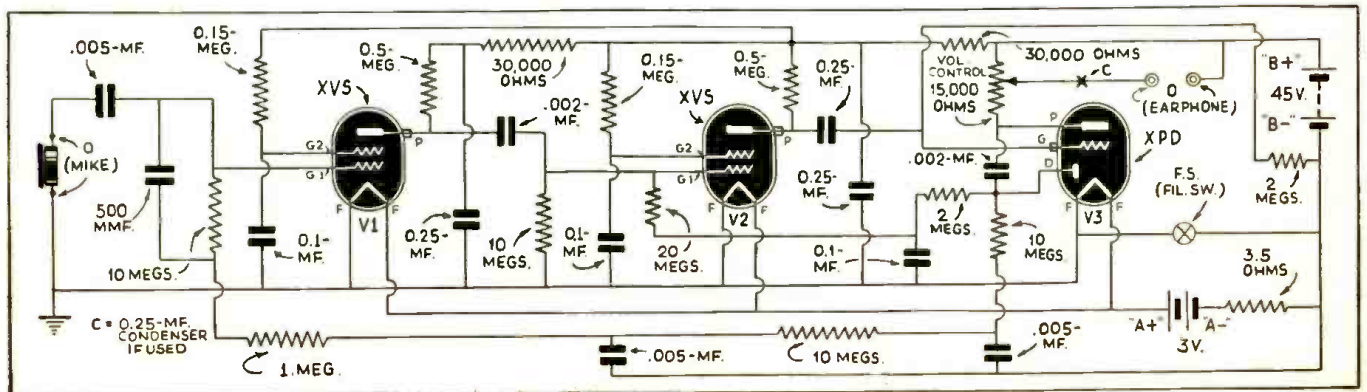 .005-MF.
0.15-
MEG.
0.5-
MEG.
30,000
OHMS
0.15-
MEG.
0.5-
MEG.
0.25-
MF.
VOL.
CONTROL
15,000
OHMS
30,000 OHMS
C
O
(EARPHONE)
"B+"
45V.
"B-"
XVS
.002-
MF.
XVS
P
P
G2
G1
G2
G1
P
G
D
XPD
O
(MIKE)
500
MMF.
10 MEGS.
0.1-
MF.
F
V1
F
0.25-
MF.
10
MEGS.
0.1-
MF.
20
MEGS.
F
V2
F
0.25-
MF.
2
MEGS.
0.1-
MF.
.002-MF.
10
MEGS.
F
V3
F
F.S.
(FIL.SW.)
2
MEGS.
3.5
OHMS
"A+"
"A-"
3V.
C = 0.25-MF.
CONDENSER
IF USED
1. MEG.
.005-MF.
10 MEGS.
.005-
MF.